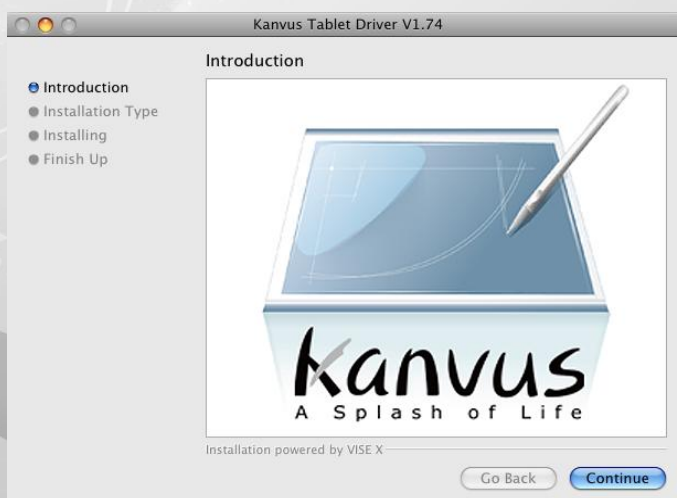 Kanvus Tablet Driver V1.74
Introduction
Introduction
Installation Type
Installing
Finish Up
kanvus
A Splash of Life
Installation powered by VISE X
Go Back
Continue